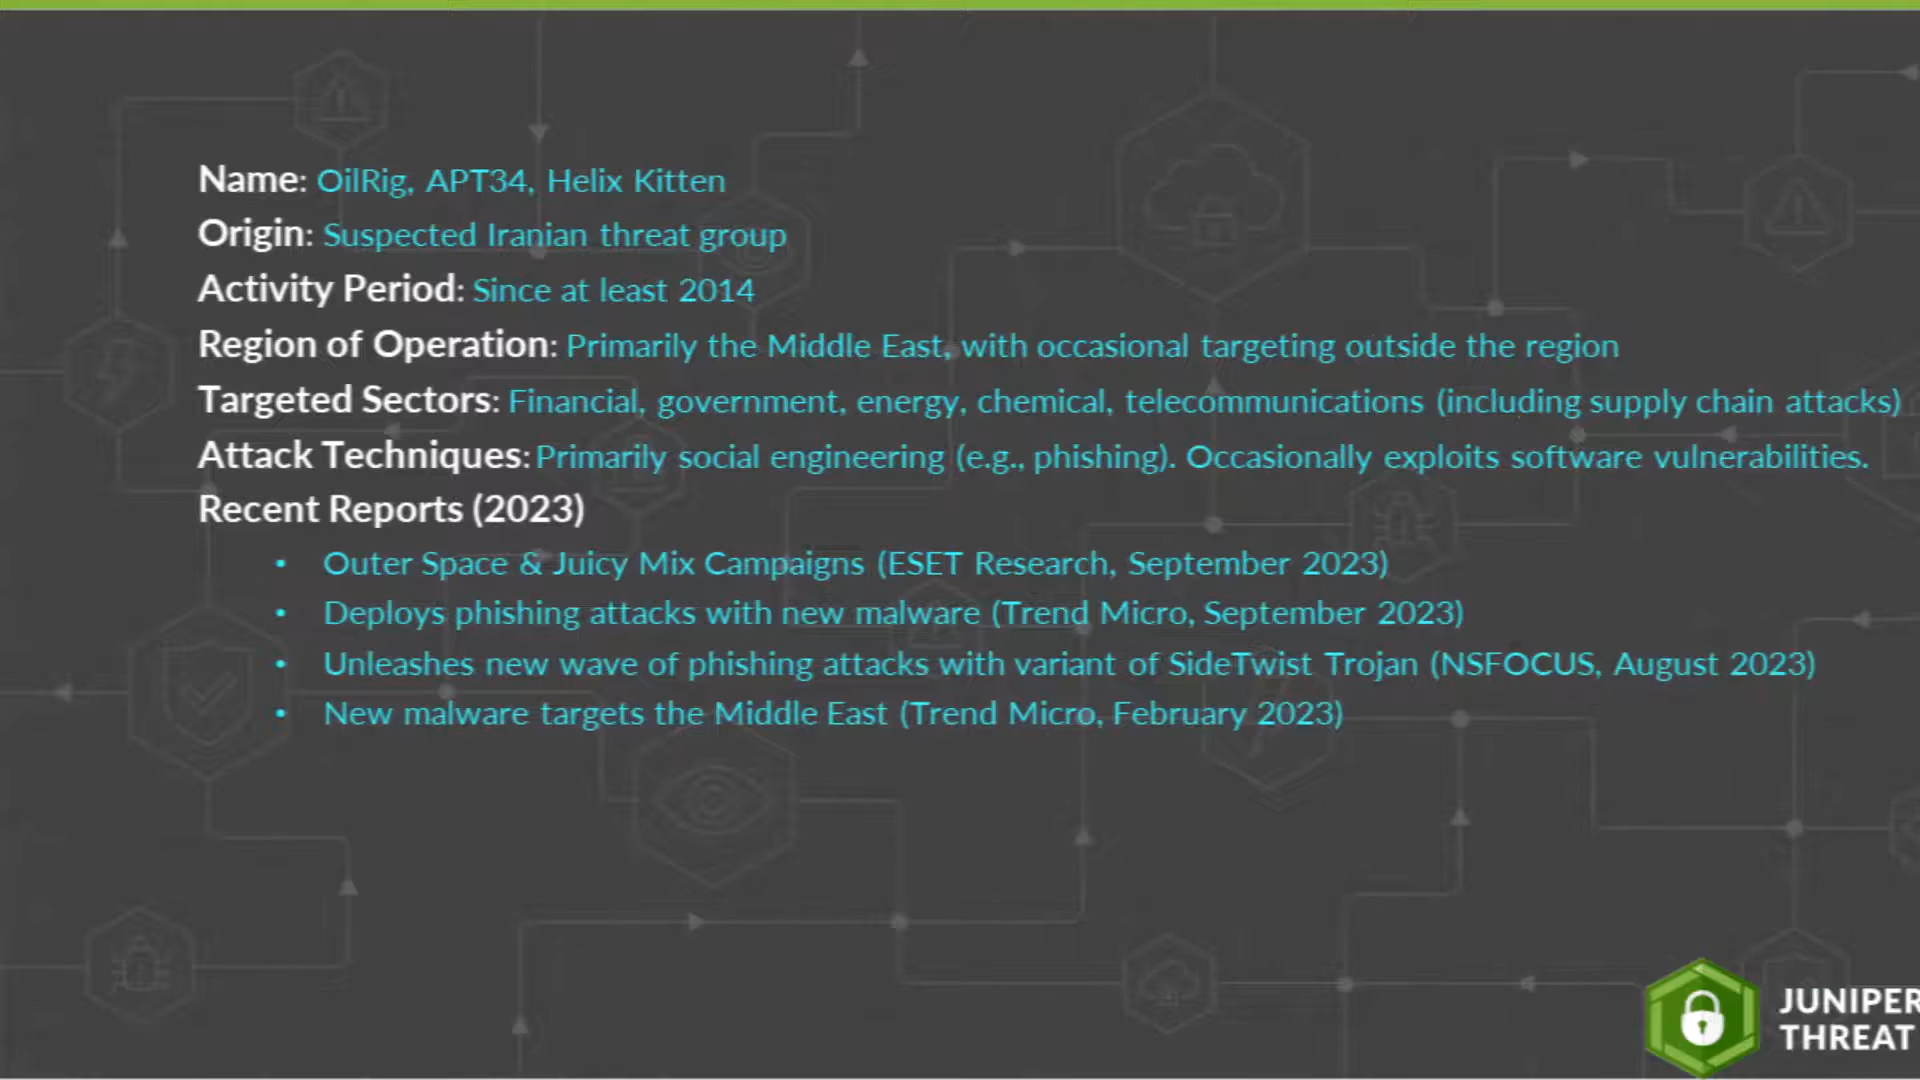 Name: OilRig, APT34, Helix Kitten
Origin: Suspected Iranian threat group
Activity Period: Since at least 2014
Region of Operation: Primarily the Middle East, with occasional targeting outside the region
Targeted Sectors: Financial, government, energy, chemical, telecommunications (including supply chain attacks)
Attack Techniques: Primarily social engineering (e.g., phishing). Occasionally exploits software vulnerabilities.
Recent Reports (2023)
• Outer Space & Juicy Mix Campaigns (ESET Research, September 2023)
• Deploys phishing attacks with new malware (Trend Micro, September 2023)
• Unleashes new wave of phishing attacks with variant of SideTwist Trojan (NSFOCUS, August 2023)
• New malware targets the Middle East (Trend Micro, February 2023)
JUNIPER
THREAT